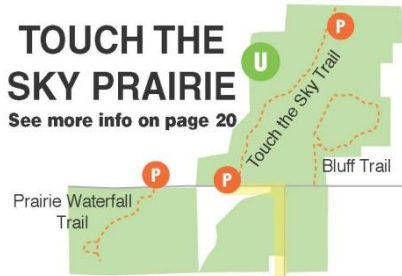 TOUCH THE
SKY PRAIRIE
See more info on page 20
P
U
Touch the Sky Trail
P
P
Bluff Trail
Prairie Waterfall
Trail